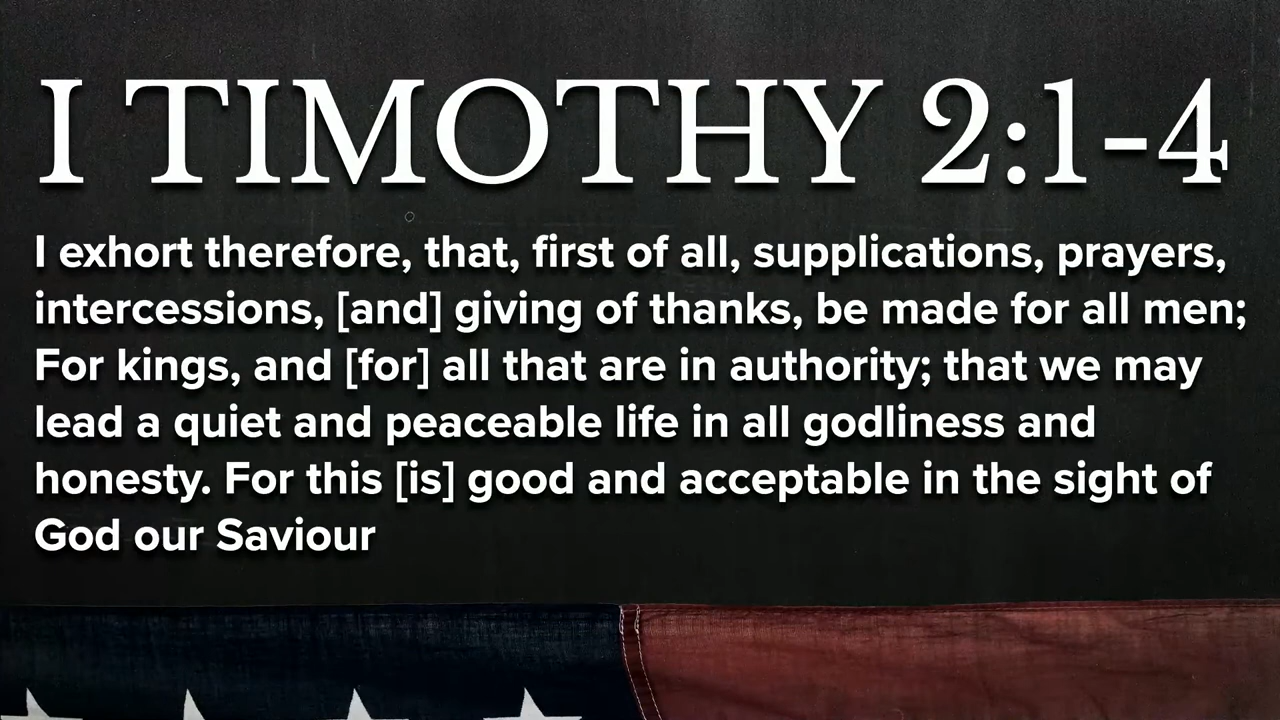 I TIMOTHY 2:1-4
I exhort therefore, that, first of all, supplications, prayers,
intercessions, [and] giving of thanks, be made for all men;
For kings, and [for] all that are in authority; that we may
lead a quiet and peaceable life in all godliness and
honesty. For this [is] good and acceptable in the sight of
God our Saviour